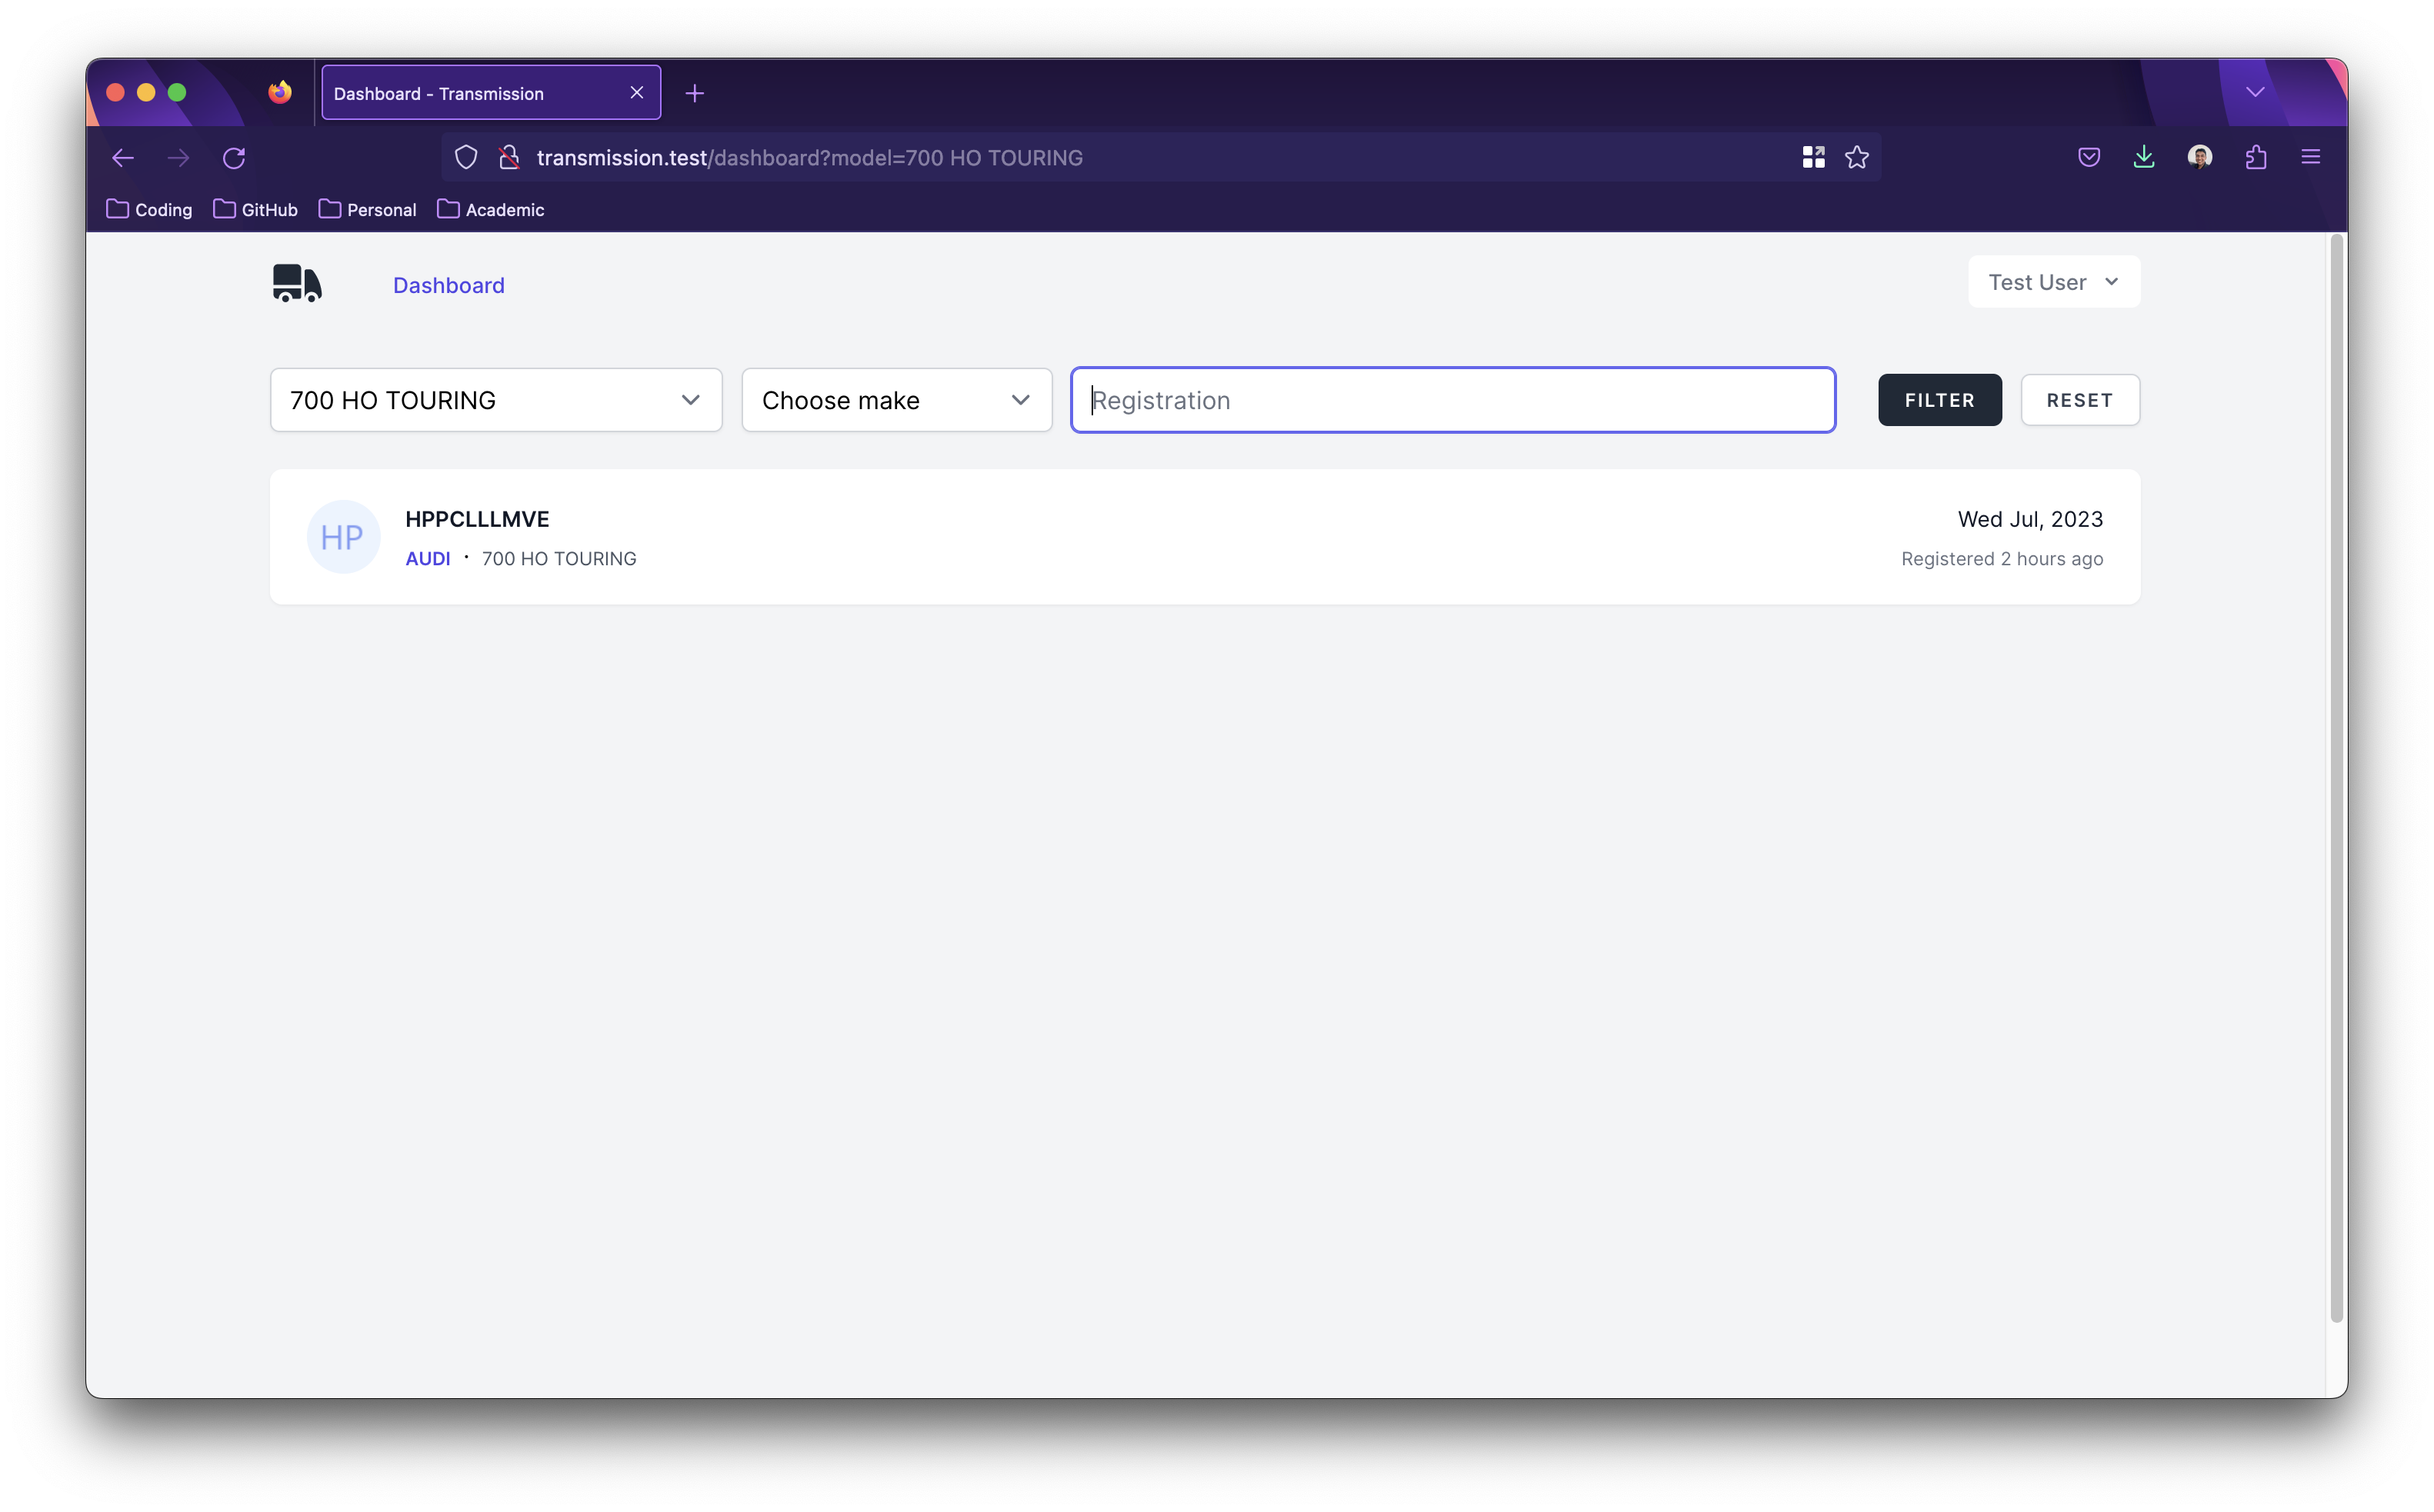 Dashboard - Transmission
transmission.test/dashboard?model=700 HO TOURING
Coding GitHub Personal Academic
Dashboard Test User
700 HO TOURING Choose make Registration FILTER RESET
HP HPPCLLLMVE Wed Jul, 2023
AUDI · 700 HO TOURING Registered 2 hours ago